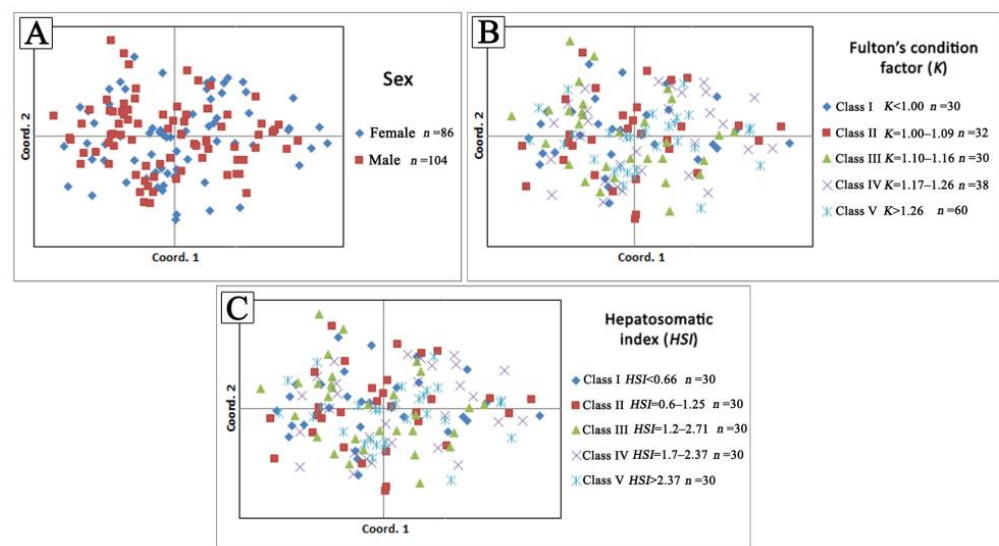 A
Coord. 2
Coord. 1
Sex
Female n=86
Male n=104
B
Coord. 2
Coord. 1
Fulton's condition
factor (K)
Class I K<1.00 n=30
Class II K=1.00–1.09 n=32
Class III K=1.10–1.16 n=30
Class IV K=1.17–1.26 n=38
Class V K>1.26 n=60
C
Coord. 2
Coord. 1
Hepatosomatic
index (HSI)
Class I HSI<0.66 n=30
Class II HSI=0.6–1.25 n=30
Class III HSI=1.2–2.71 n=30
Class IV HSI=1.7–2.37 n=30
Class V HSI>2.37 n=30